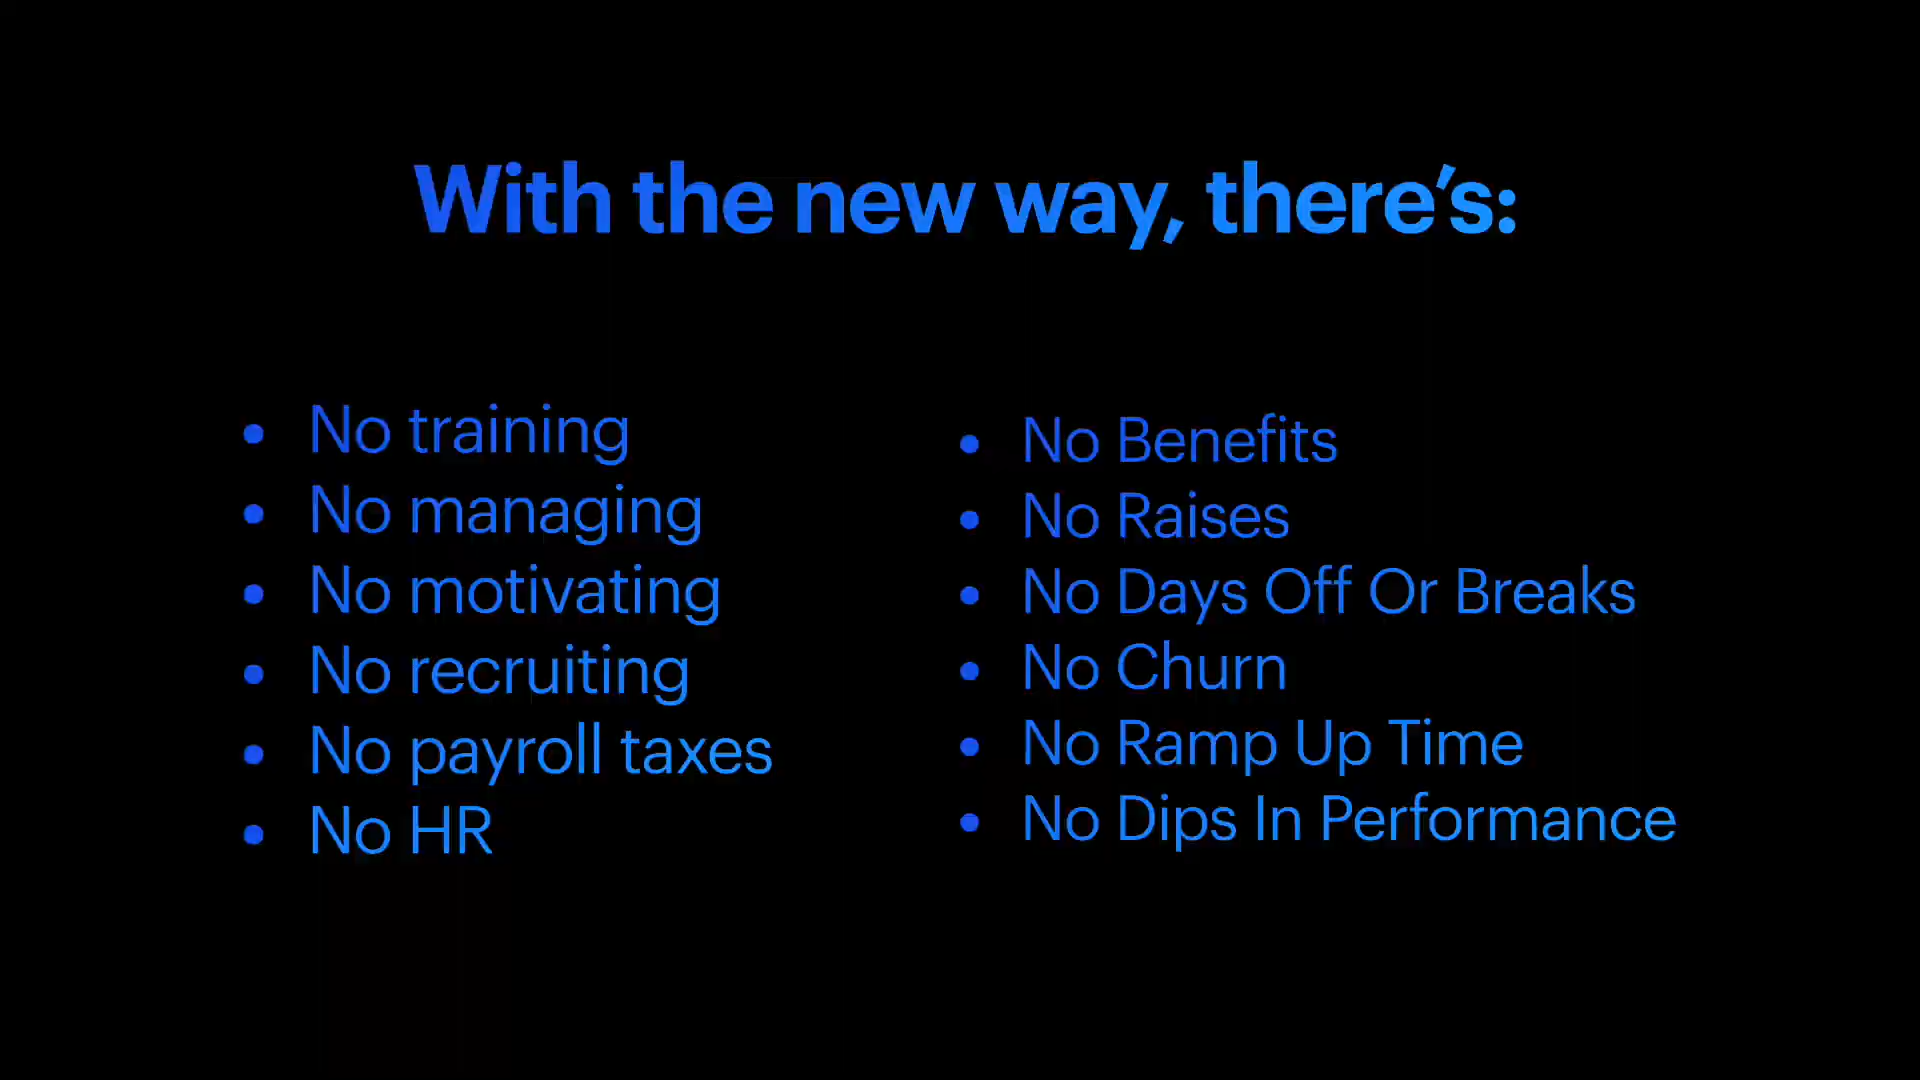 With the new way, there’s:
• No training
• No managing
• No motivating
• No recruiting
• No payroll taxes
• No HR
• No Benefits
• No Raises
• No Days Off Or Breaks
• No Churn
• No Ramp Up Time
• No Dips In Performance